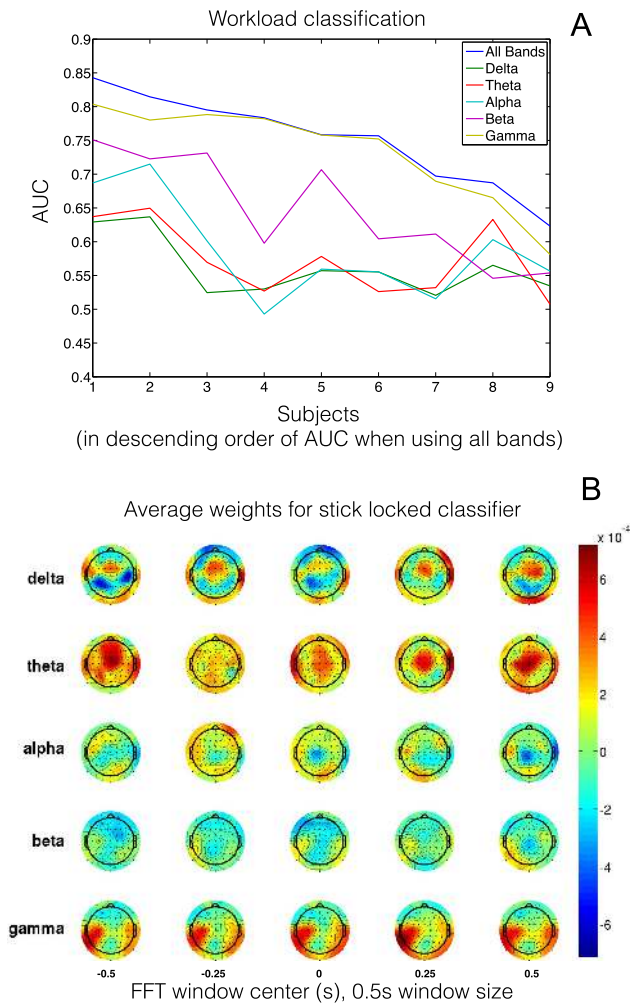 Workload classification
A
0.9
0.85
0.8
0.75
0.7
0.65
0.6
0.55
0.5
0.45
0.4
AUC
All Bands
Delta
Theta
Alpha
Beta
Gamma
1 2 3 4 5 6 7 8 9
Subjects
(in descending order of AUC when using all bands)
B
Average weights for stick locked classifier
x 10⁻⁴
delta
theta
alpha
beta
gamma
6
4
2
0
-2
-4
-6
-0.5 -0.25 0 0.25 0.5
FFT window center (s), 0.5s window size